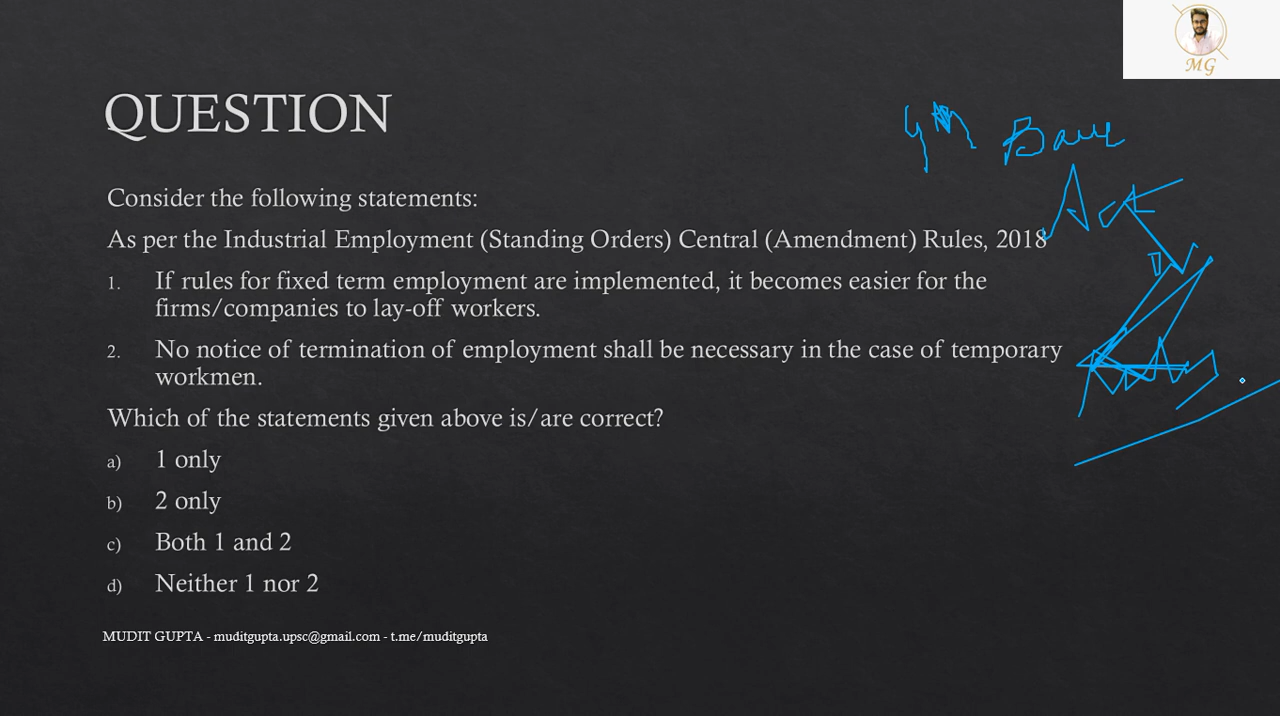 MG
QUESTION
Consider the following statements:
As per the Industrial Employment (Standing Orders) Central (Amendment) Rules, 2018
1. If rules for fixed term employment are implemented, it becomes easier for the
firms/companies to lay-off workers.
2. No notice of termination of employment shall be necessary in the case of temporary
workmen.
Which of the statements given above is/are correct?
a) 1 only
b) 2 only
c) Both 1 and 2
d) Neither 1 nor 2
MUDIT GUPTA - muditgupta.upsc@gmail.com - t.me/muditgupta
Act